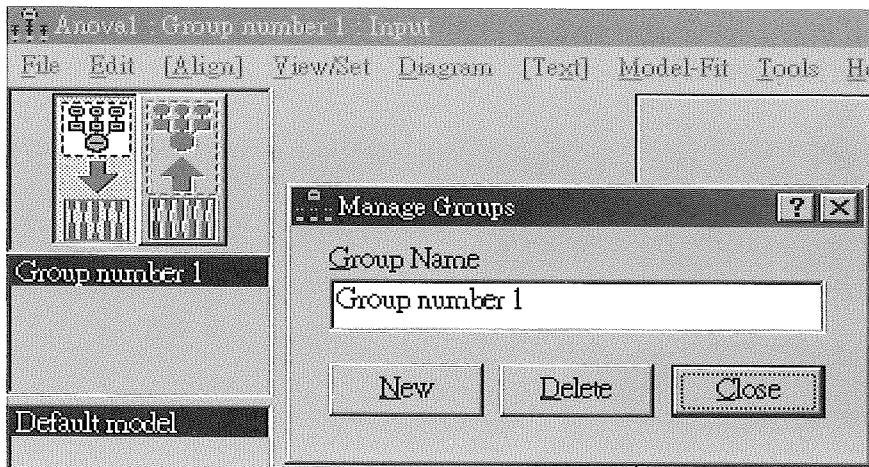 Anova1 : Group number 1 : Input
File Edit [Align] View/Set Diagram [Text] Model-Fit Tools
Manage Groups
Group Name
Group number 1
Group number 1
New Delete Close
Default model